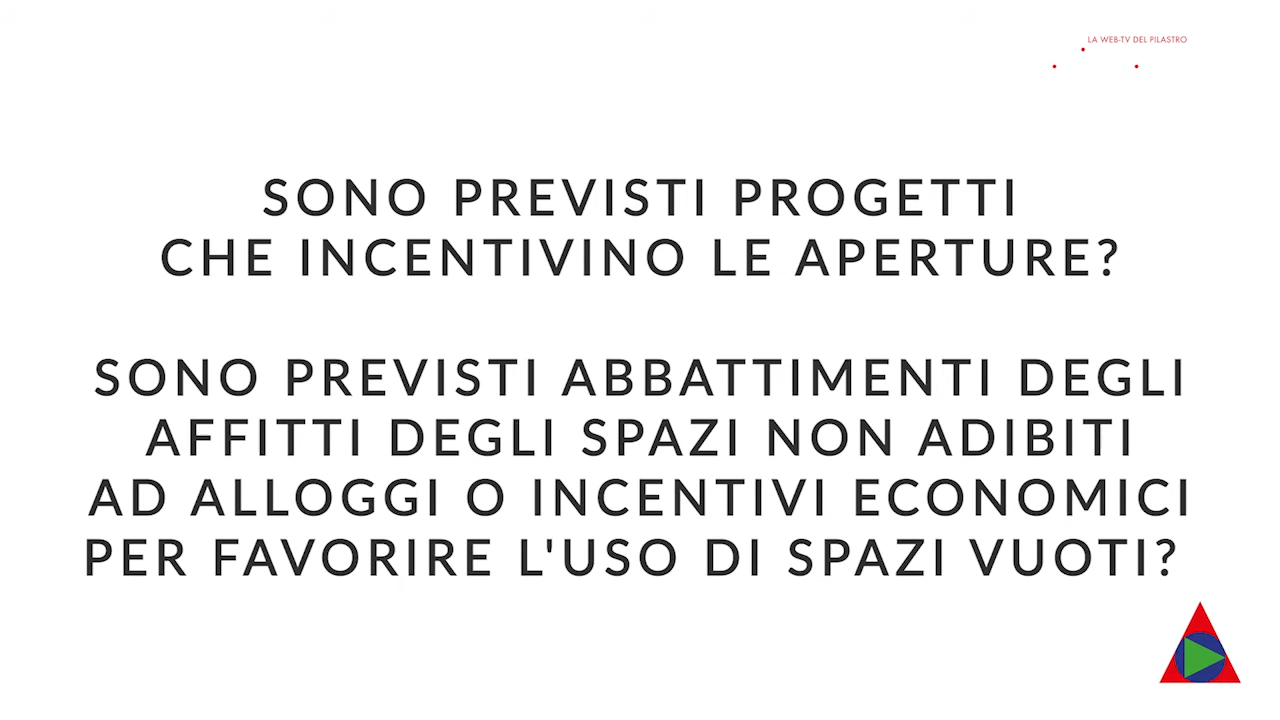 LA WEB-TV DEL PILASTRO
SONO PREVISTI PROGETTI
CHE INCENTIVINO LE APERTURE?
SONO PREVISTI ABBATTIMENTI DEGLI
AFFITTI DEGLI SPAZI NON ADIBITI
AD ALLOGGI O INCENTIVI ECONOMICI
PER FAVORIRE L'USO DI SPAZI VUOTI?